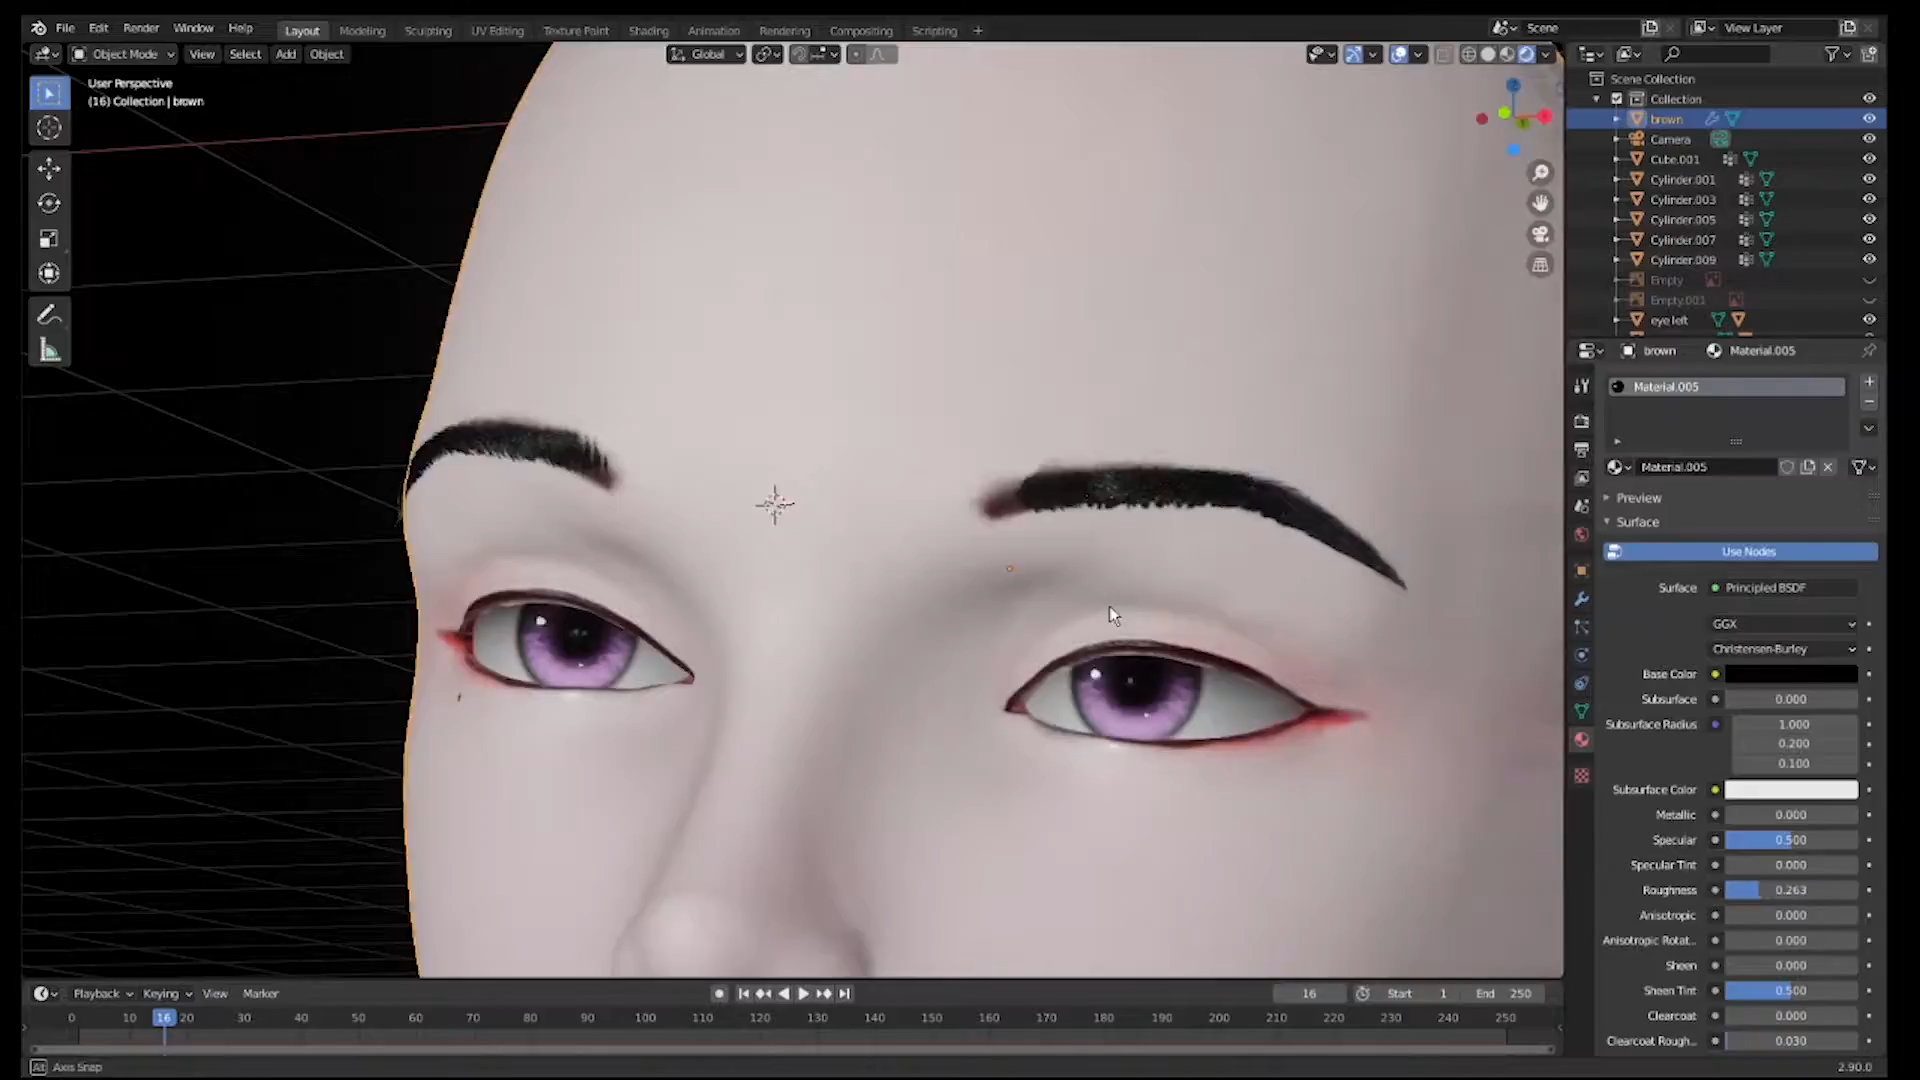 File Edit Render Window Help Layout Modeling Sculpting UV Editing Texture Paint Shading Animation Rendering Compositing Scripting + Scene View Layer
Object Mode View Select Add Object Global
User Perspective
(16) Collection | brown
Scene Collection
Collection
brown
Camera
Cube.001
Cylinder.001
Cylinder.003
Cylinder.005
Cylinder.007
Cylinder.009
Empty
Empty.001
eye left
brown Material.005
Material.005
Material.005
Preview
Surface
Use Nodes
Surface Principled BSDF
GGX
Christensen-Burley
Base Color
Subsurface 0.000
Subsurface Radius 1.000
0.200
0.100
Subsurface Color
Metallic 0.000
Specular 0.500
Specular Tint 0.000
Roughness 0.263
Anisotropic 0.000
Anisotropic Rotat... 0.000
Sheen 0.000
Sheen Tint 0.500
Clearcoat 0.000
Clearcoat Rough... 0.030
Playback Keying View Marker 16 Start 1 End 250
0 10 16 20 30 40 50 60 70 80 90 100 110 120 130 140 150 160 170 180 190 200 210 220 230 240 250
Alt Axis Snap 2.90.0